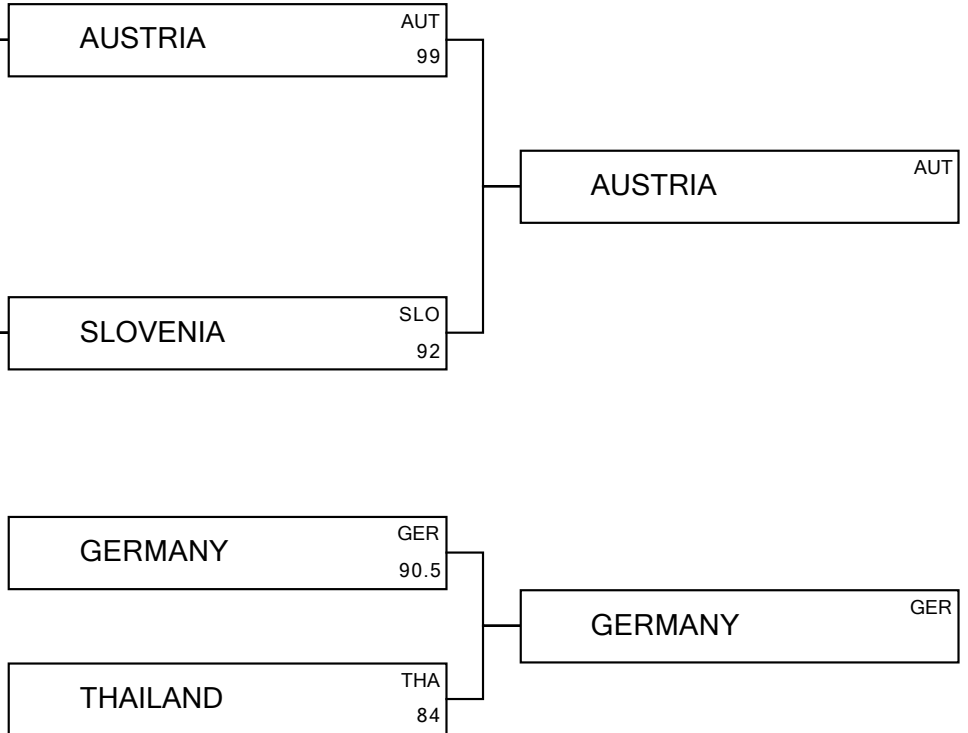 AUSTRIA AUT
99
AUSTRIA AUT
SLOVENIA SLO
92
GERMANY GER
90.5
GERMANY GER
THAILAND THA
84